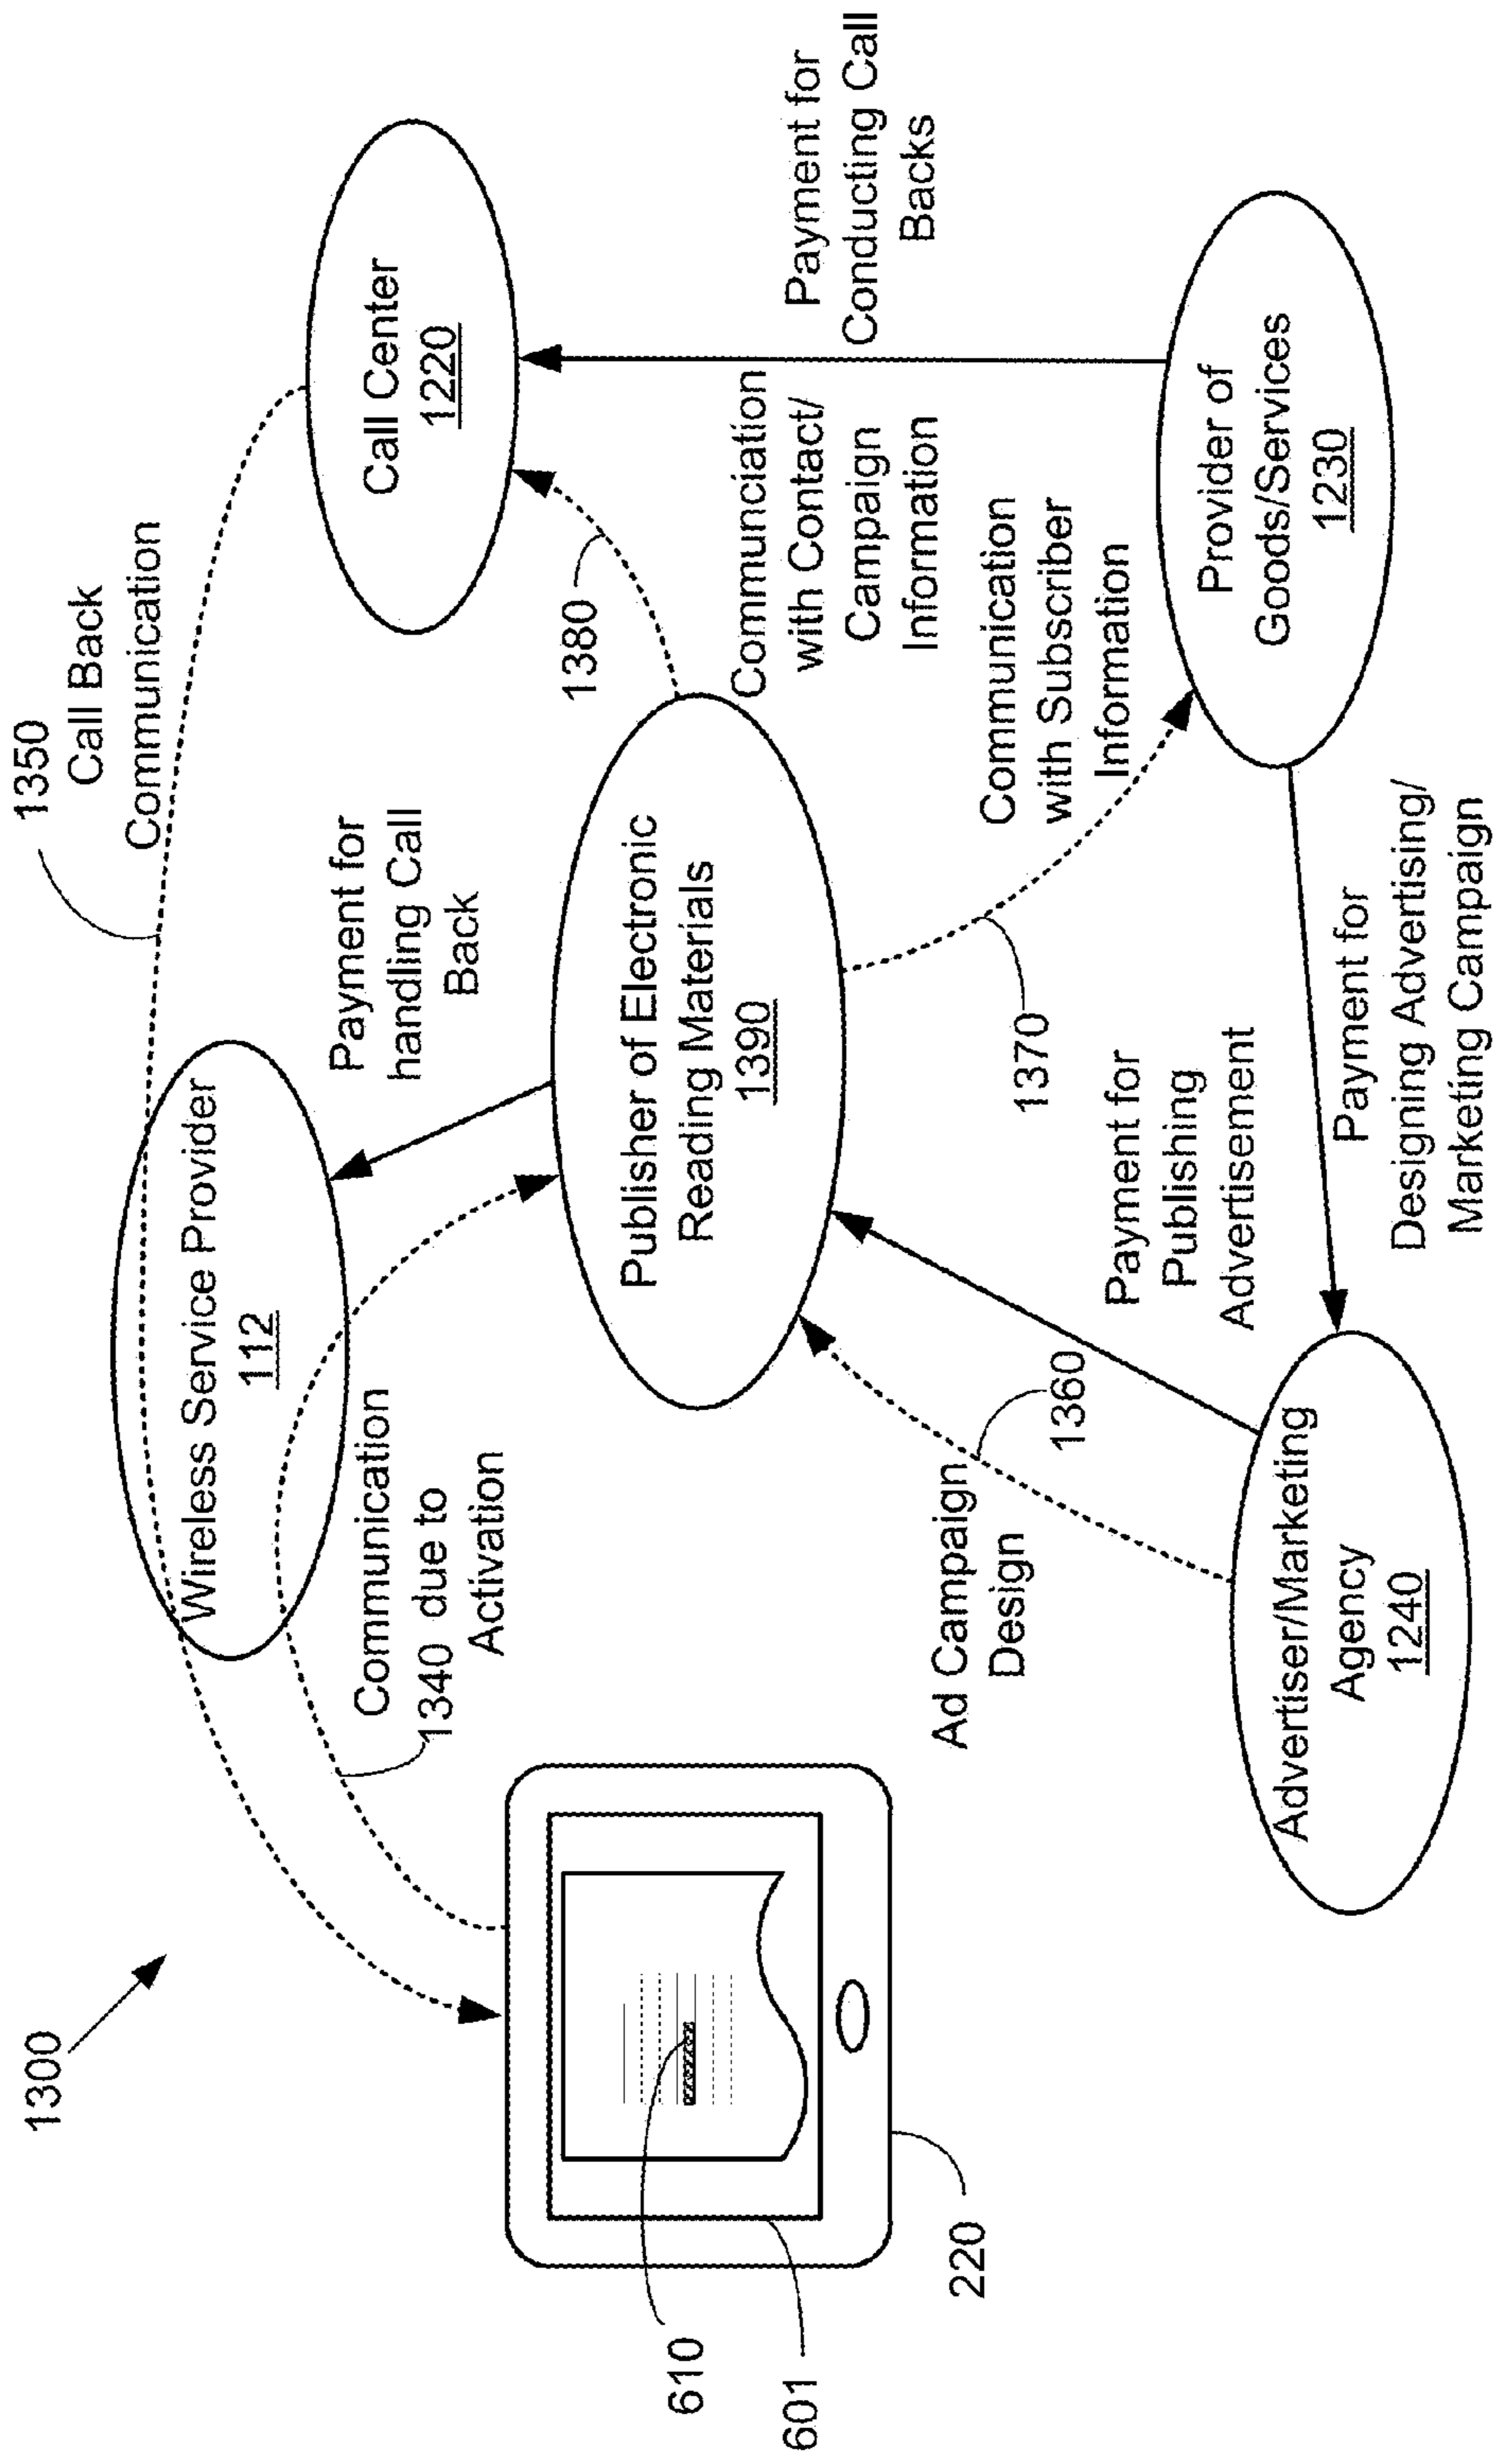 1300
1350
Call Back
Communication
Wireless Service Provider
112
Call Center
1220
Payment for
handling Call
Back
Communication
1340 due to
Activation
1380
Publisher of Electronic
Reading Materials
1390
Communciation
with Contact/
Campaign
Information
Payment for
Conducting Call
Backs
610
601
220
Ad Campaign
Design
1360
1370
Communication
with Subscriber
Information
Payment for
Publishing
Advertisement
Provider of
Goods/Services
1230
Advertiser/Marketing
Agency
1240
Payment for
Designing Advertising/
Marketing Campaign